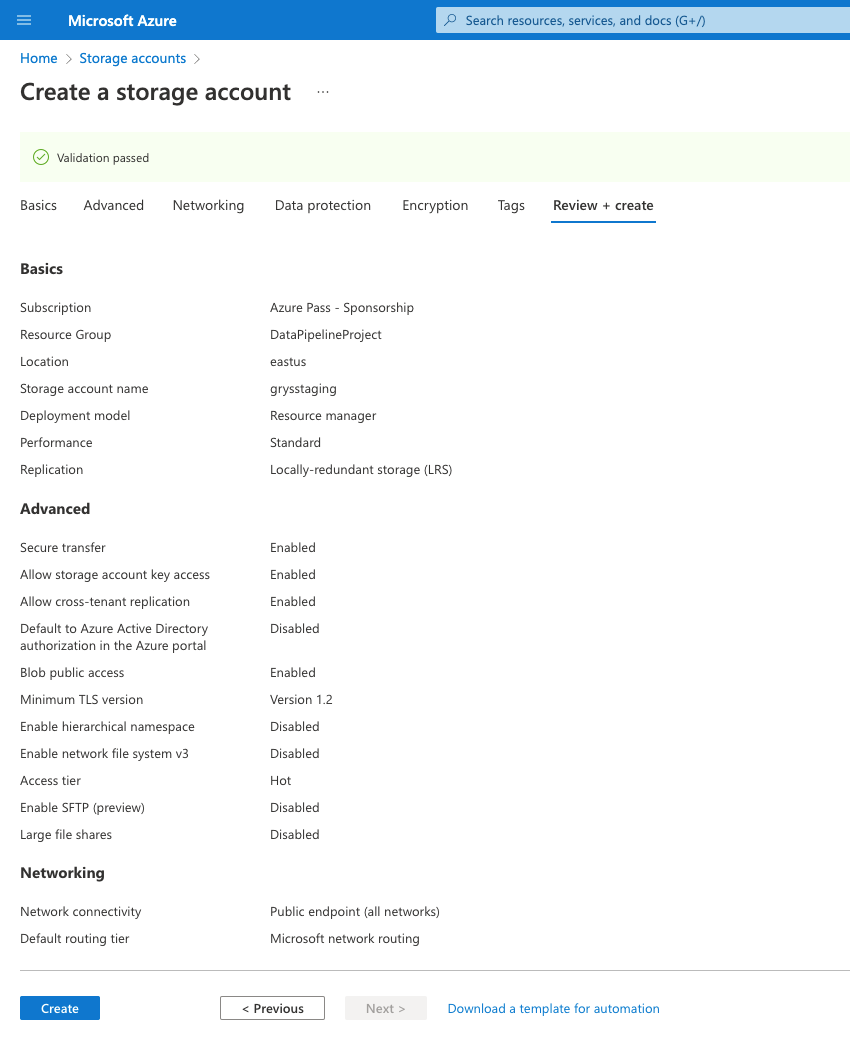 Microsoft Azure
Search resources, services, and docs (G+/)
Home > Storage accounts >
Create a storage account ...
Validation passed
Basics Advanced Networking Data protection Encryption Tags Review + create
Basics
Subscription Azure Pass - Sponsorship
Resource Group DataPipelineProject
Location eastus
Storage account name grysstaging
Deployment model Resource manager
Performance Standard
Replication Locally-redundant storage (LRS)
Advanced
Secure transfer Enabled
Allow storage account key access Enabled
Allow cross-tenant replication Enabled
Default to Azure Active Directory Disabled
authorization in the Azure portal
Blob public access Enabled
Minimum TLS version Version 1.2
Enable hierarchical namespace Disabled
Enable network file system v3 Disabled
Access tier Hot
Enable SFTP (preview) Disabled
Large file shares Disabled
Networking
Network connectivity Public endpoint (all networks)
Default routing tier Microsoft network routing
Create < Previous Next > Download a template for automation